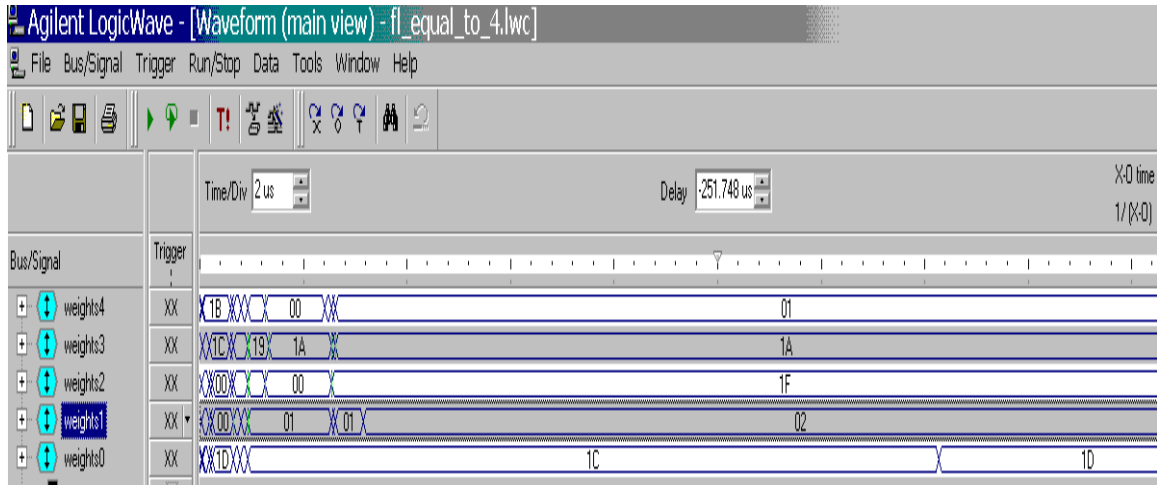 Agilent LogicWave - [Waveform (main view) - fl_equal_to_4.lwc]
File Bus/Signal Trigger Run/Stop Data Tools Window Help
T! X O T
Time/Div 2 us Delay -251.748 us X-O time
1/(X-O)
Bus/Signal Trigger
weights4 XX 1B 00 01
weights3 XX 1C 19 1A 1A
weights2 XX 00 00 1F
weights1 XX 00 01 01 02
weights0 XX 1D 1C 1D